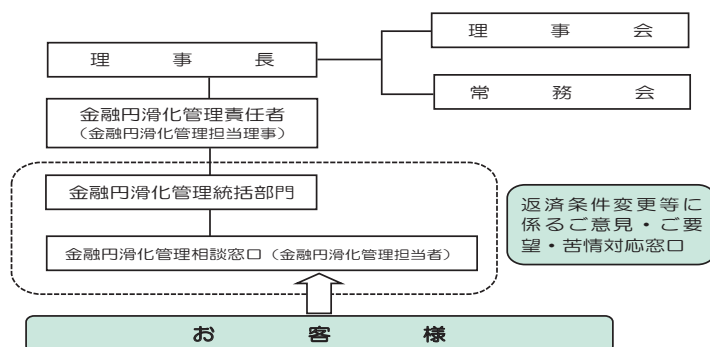 理事会
理事長
常務会
金融円滑化管理責任者
（金融円滑化管理担当理事）
金融円滑化管理統括部門
返済条件変更等に
係るご意見・ご要
望・苦情対応窓口
金融円滑化管理相談窓口（金融円滑化管理担当者）
お客様